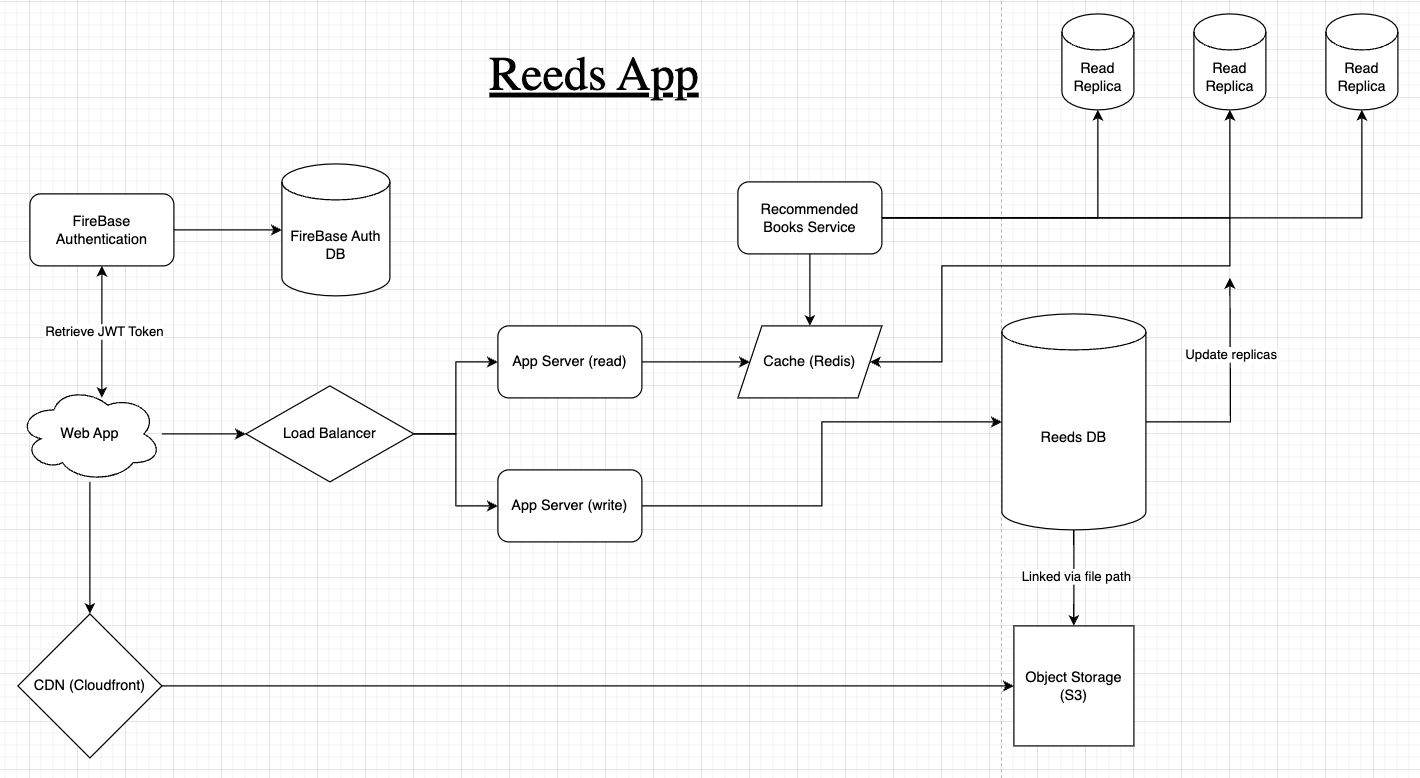 Reeds App
Read
Replica
Read
Replica
Read
Replica
FireBase
Authentication
FireBase Auth
DB
Recommended
Books Service
Retrieve JWT Token
App Server (read)
Cache (Redis)
Update replicas
Web App
Load Balancer
Reeds DB
App Server (write)
Linked via file path
CDN (Cloudfront)
Object Storage
(S3)